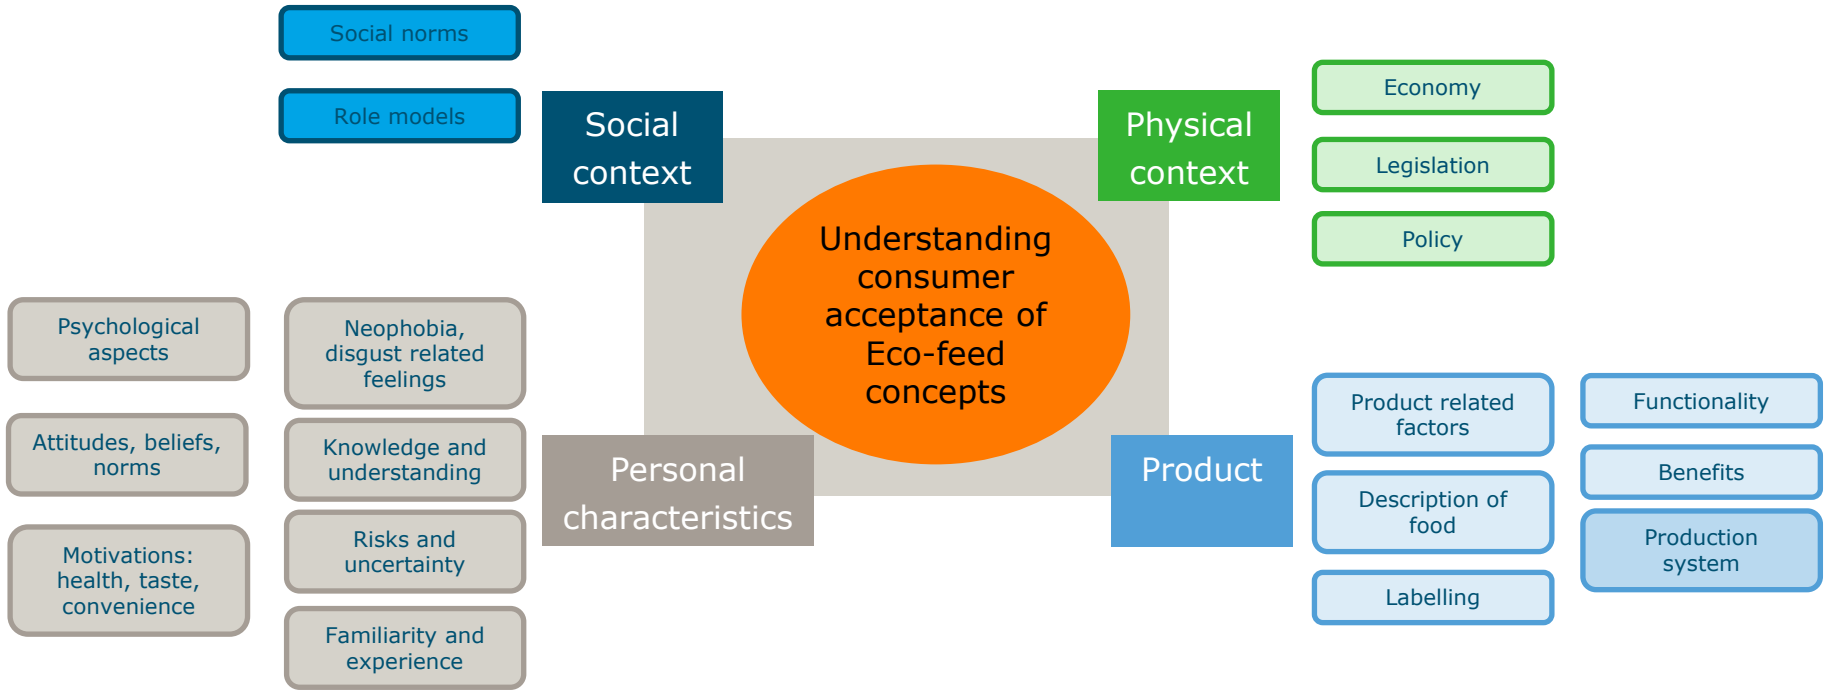 Social norms
Role models
Social
context
Physical
context
Economy
Legislation
Policy
Understanding
consumer
acceptance of
Eco-feed
concepts
Psychological
aspects
Attitudes, beliefs,
norms
Motivations:
health, taste,
convenience
Neophobia,
disgust related
feelings
Knowledge and
understanding
Risks and
uncertainty
Familiarity and
experience
Personal
characteristics
Product
Product related
factors
Description of
food
Labelling
Functionality
Benefits
Production
system